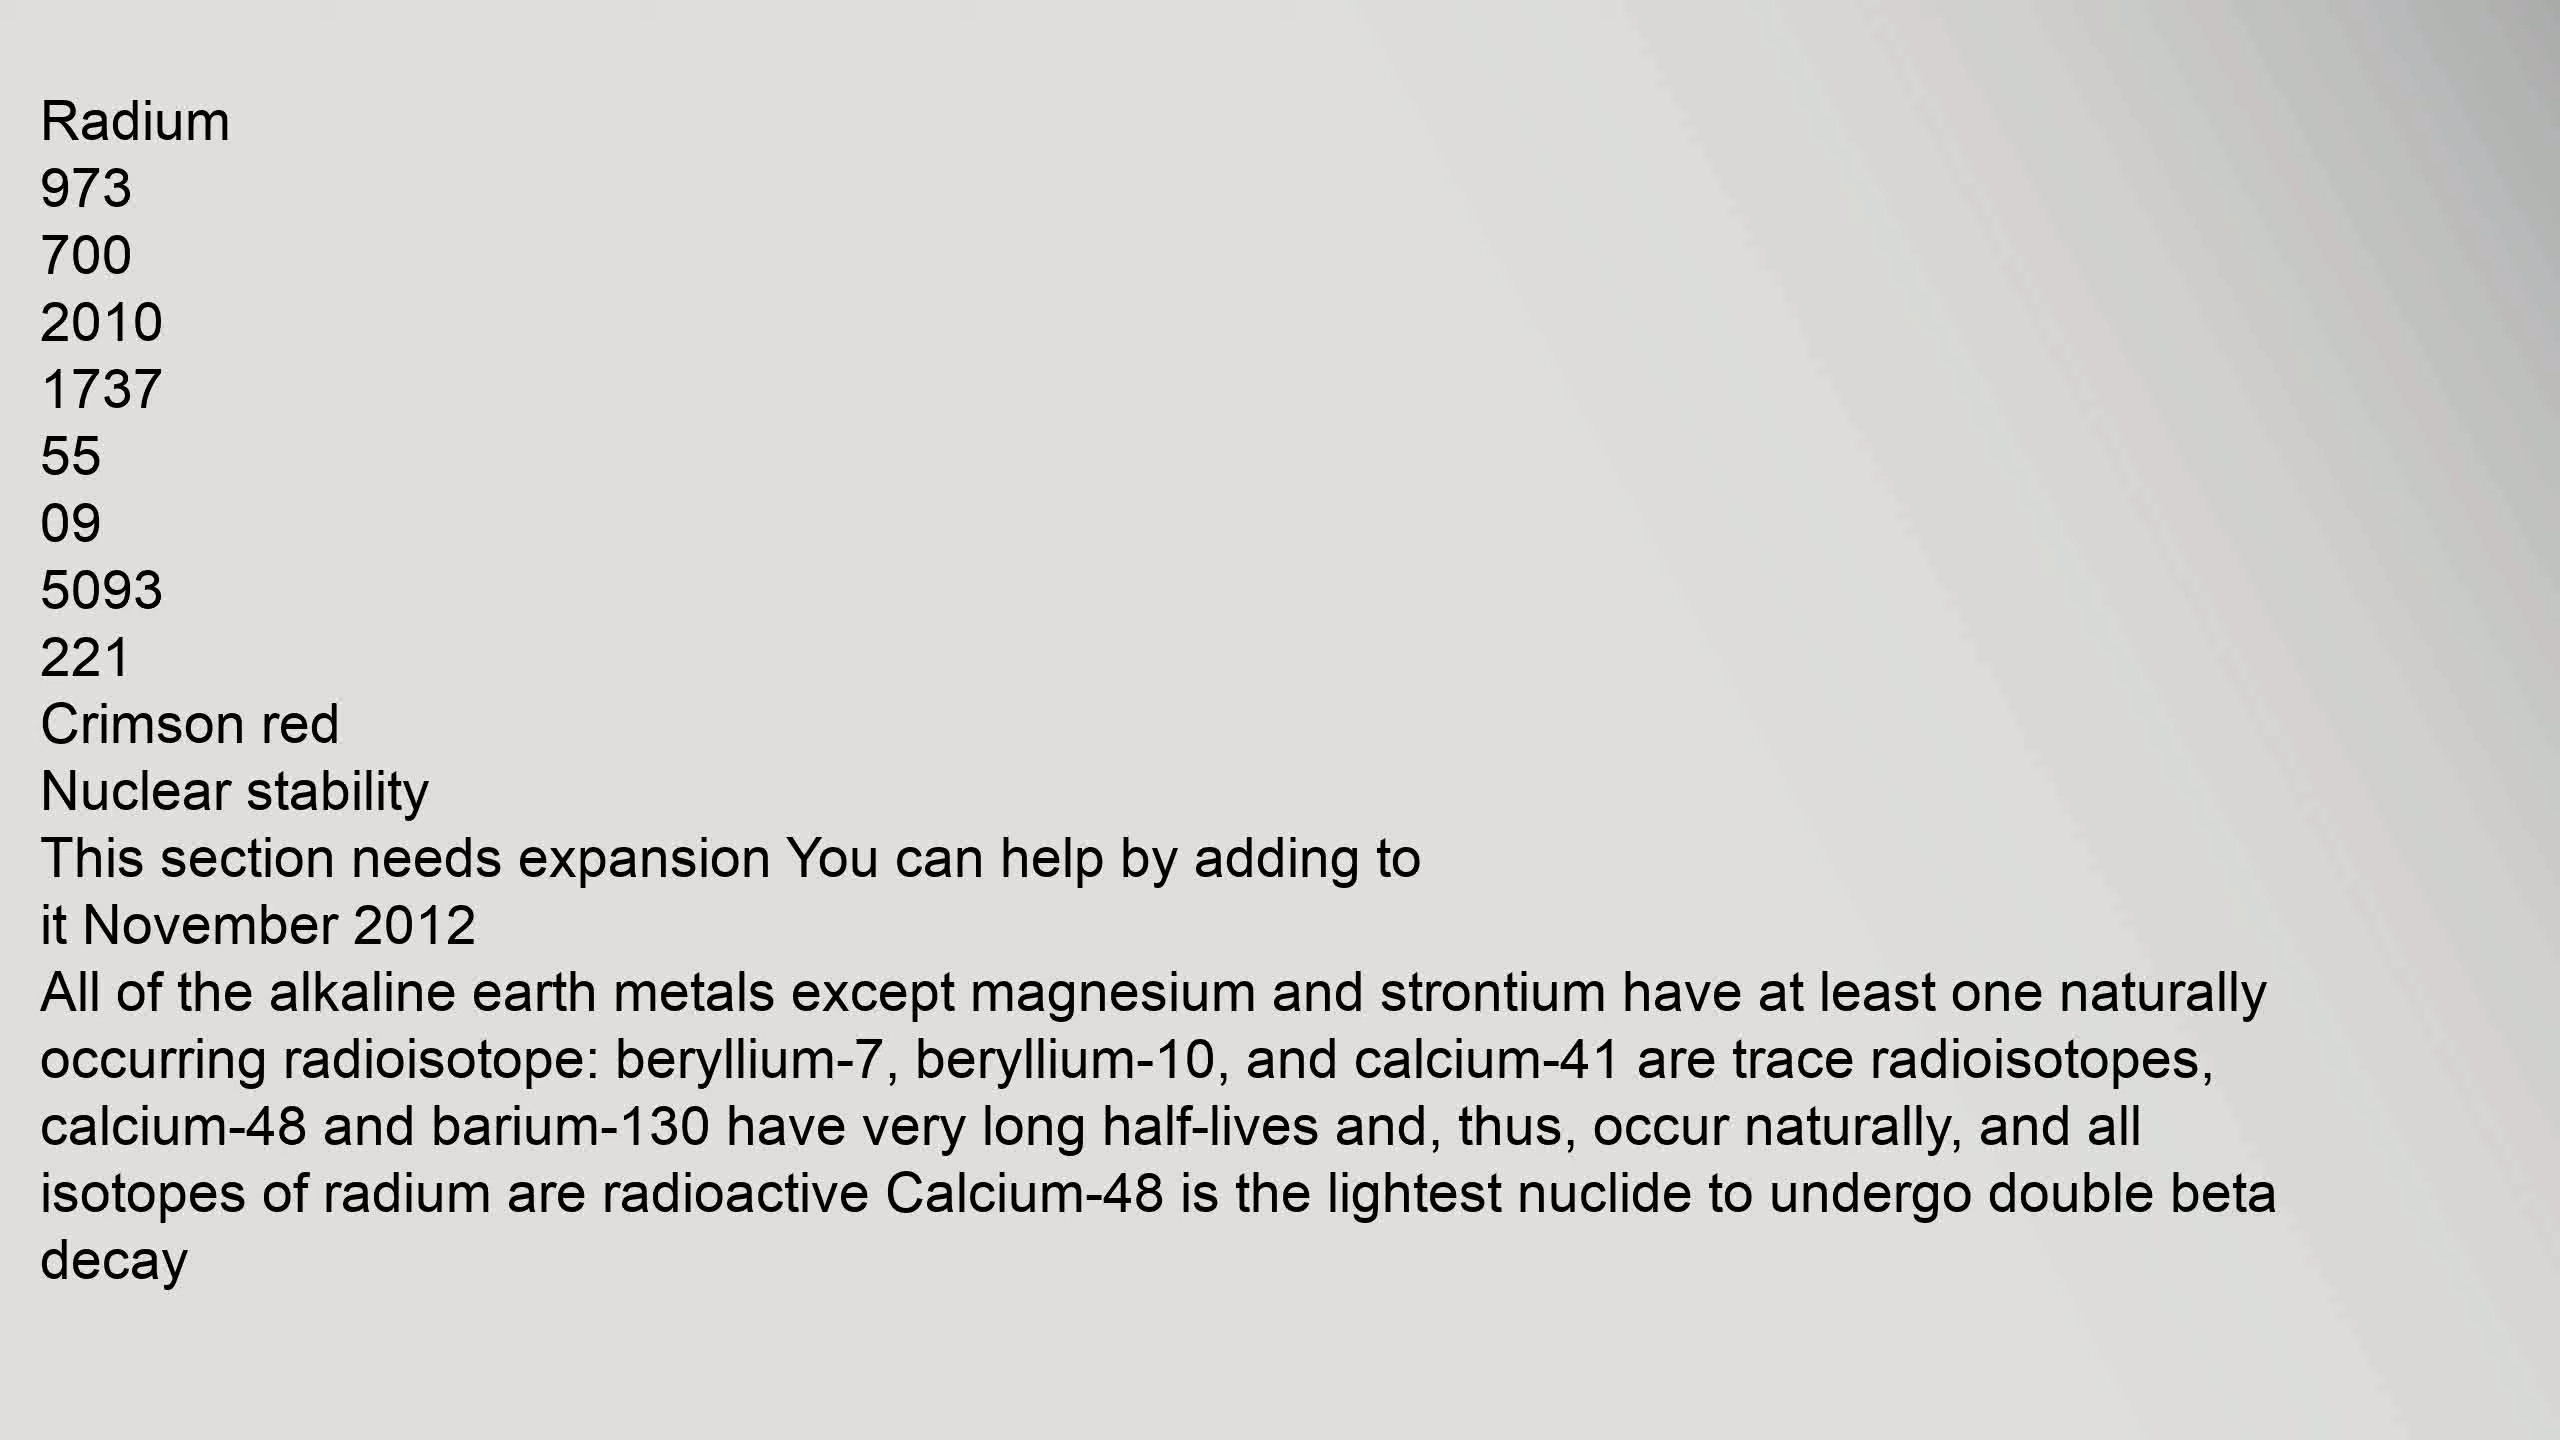 Radium
973
700
2010
1737
55
09
5093
221
Crimson red
Nuclear stability
This section needs expansion You can help by adding to
it November 2012
All of the alkaline earth metals except magnesium and strontium have at least one naturally
occurring radioisotope: beryllium-7, beryllium-10, and calcium-41 are trace radioisotopes,
calcium-48 and barium-130 have very long half-lives and, thus, occur naturally, and all
isotopes of radium are radioactive Calcium-48 is the lightest nuclide to undergo double beta
decay